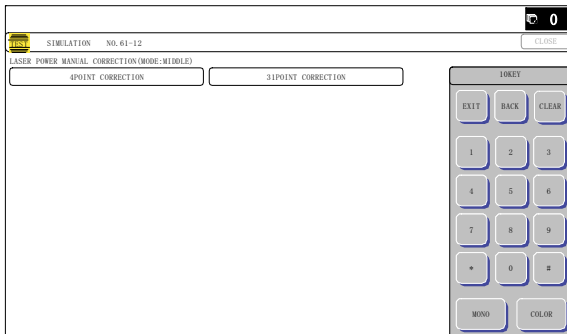 0
TEST SIMULATION NO.61-12 CLOSE
LASER POWER MANUAL CORRECTION(MODE:MIDDLE)
4POINT CORRECTION 31POINT CORRECTION
10KEY
EXIT BACK CLEAR
1 2 3
4 5 6
7 8 9
* 0 #
MONO COLOR